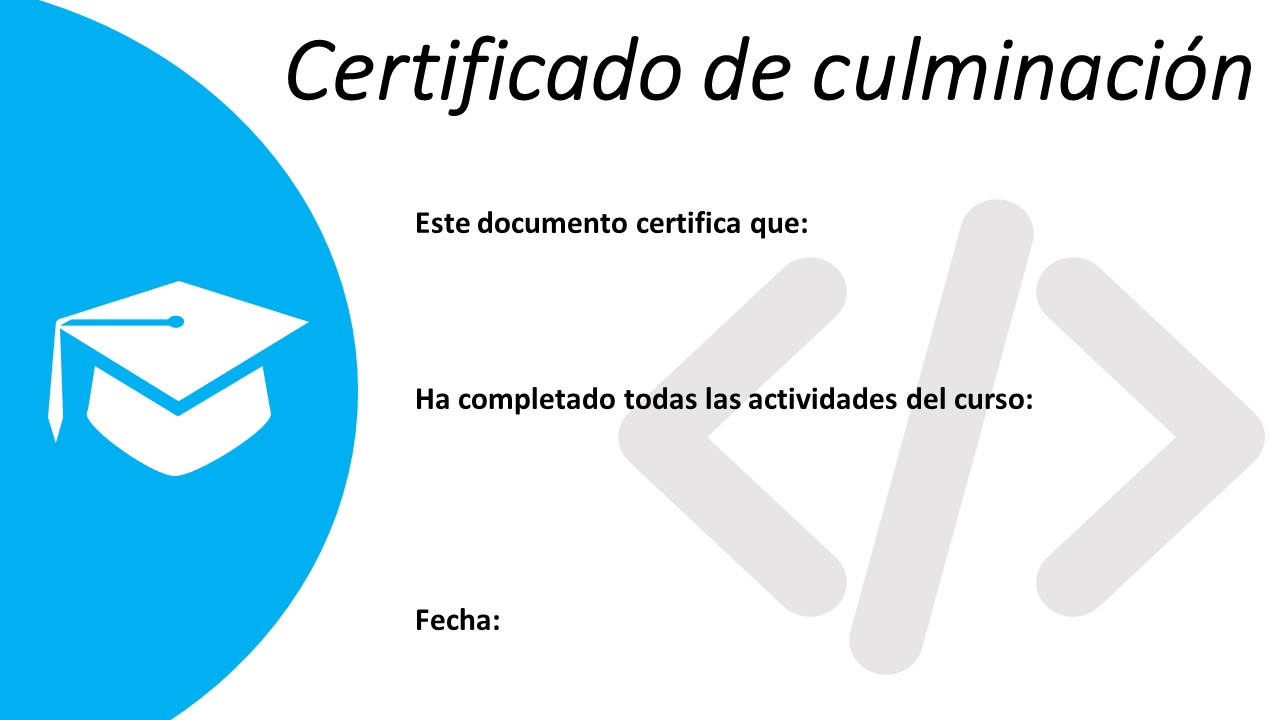 Certificado de culminación
Este documento certifica que:
Ha completado todas las actividades del curso:
Fecha: